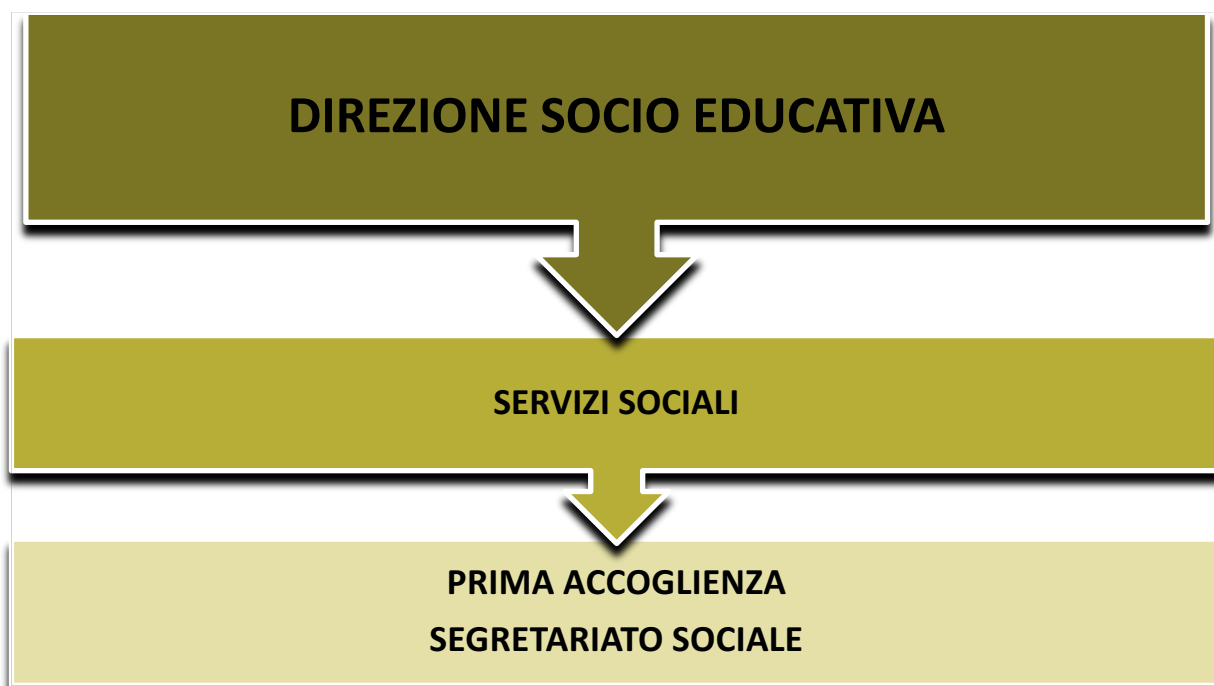 DIREZIONE SOCIO EDUCATIVA
SERVIZI SOCIALI
PRIMA ACCOGLIENZA
SEGRETARIATO SOCIALE